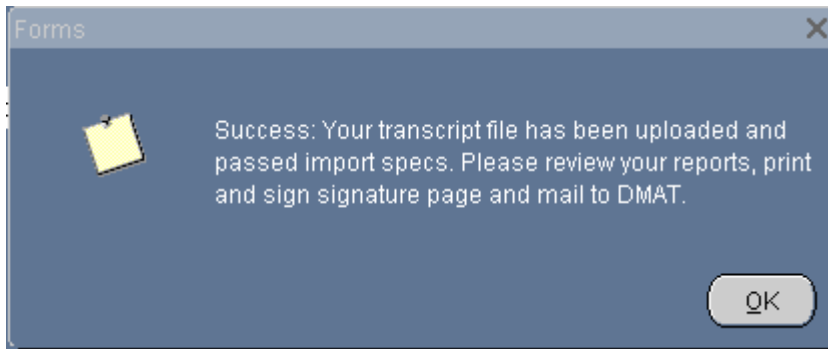 Forms
Success: Your transcript file has been uploaded and
passed import specs. Please review your reports, print
and sign signature page and mail to DMAT.
OK